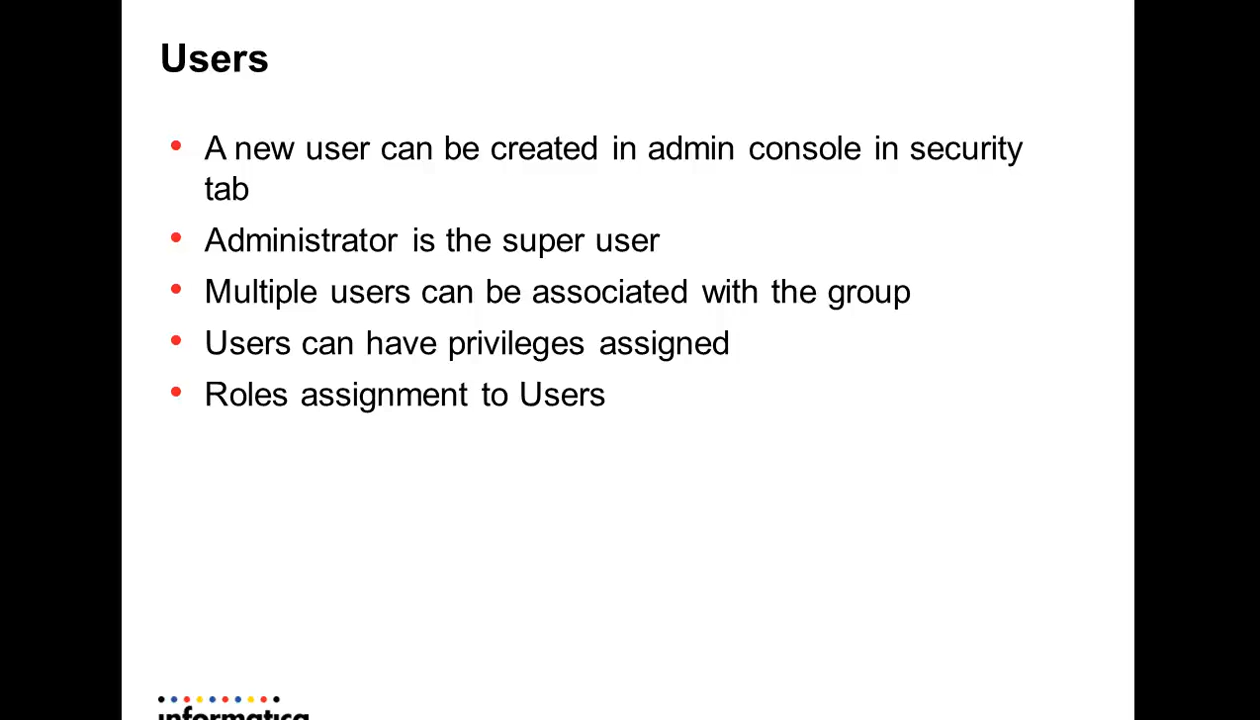 Users
• A new user can be created in admin console in security
tab
• Administrator is the super user
• Multiple users can be associated with the group
• Users can have privileges assigned
• Roles assignment to Users
informatica